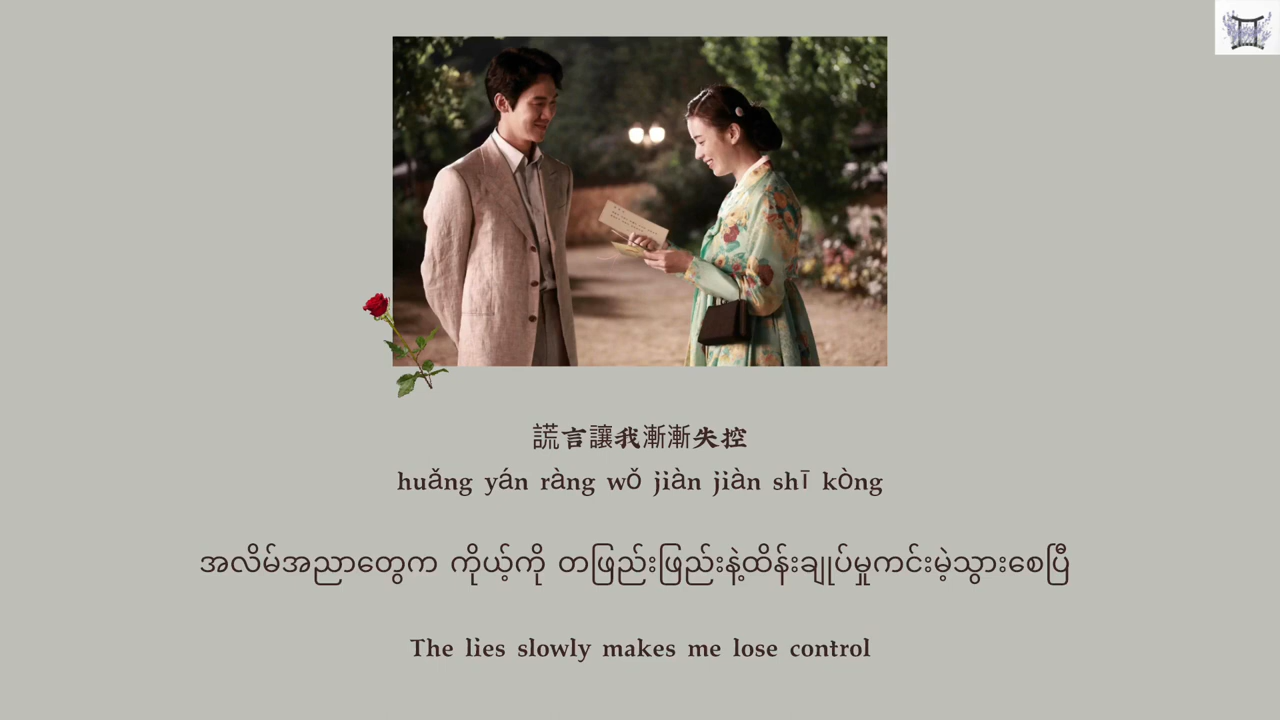 謊言讓我漸漸失控
huǎng yán ràng wǒ jiàn jiàn shī kòng
အလိမ်အညာတွေက ကိုယ့်ကို တဖြည်းဖြည်းနဲ့ထိန်းချုပ်မှုကင်းမဲ့သွားစေပြီ
The lies slowly makes me lose control